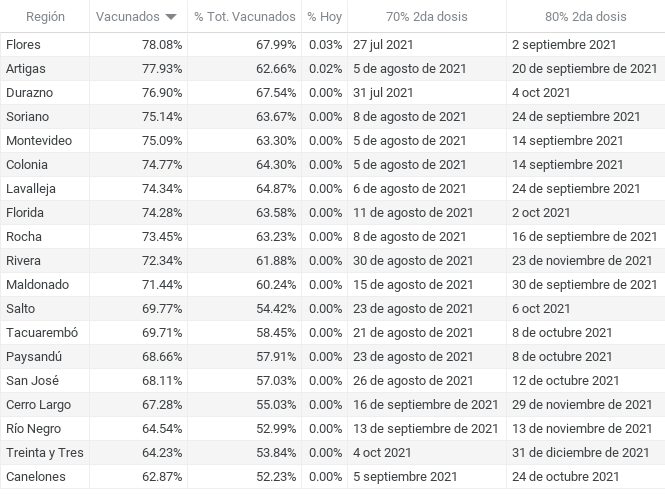 Región Vacunados % Tot. Vacunados % Hoy 70% 2da dosis 80% 2da dosis
Flores 78.08% 67.99% 0.03% 27 jul 2021 2 septiembre 2021
Artigas 77.93% 62.66% 0.02% 5 de agosto de 2021 20 de septiembre de 2021
Durazno 76.90% 67.54% 0.00% 31 jul 2021 4 oct 2021
Soriano 75.14% 63.67% 0.00% 8 de agosto de 2021 24 de septiembre de 2021
Montevideo 75.09% 63.30% 0.00% 5 de agosto de 2021 14 septiembre 2021
Colonia 74.77% 64.30% 0.00% 5 de agosto de 2021 14 septiembre 2021
Lavalleja 74.34% 64.87% 0.00% 6 de agosto de 2021 24 de septiembre de 2021
Florida 74.28% 63.58% 0.00% 11 de agosto de 2021 2 oct 2021
Rocha 73.45% 63.23% 0.00% 8 de agosto de 2021 16 de septiembre de 2021
Rivera 72.34% 61.88% 0.00% 30 de agosto de 2021 23 de noviembre de 2021
Maldonado 71.44% 60.24% 0.00% 15 de agosto de 2021 30 de septiembre de 2021
Salto 69.77% 54.42% 0.00% 23 de agosto de 2021 6 oct 2021
Tacuarembó 69.71% 58.45% 0.00% 21 de agosto de 2021 8 de octubre de 2021
Paysandú 68.66% 57.91% 0.00% 23 de agosto de 2021 8 de octubre de 2021
San José 68.11% 57.03% 0.00% 26 de agosto de 2021 12 de octubre de 2021
Cerro Largo 67.28% 55.03% 0.00% 16 de septiembre de 2021 29 de noviembre de 2021
Río Negro 64.54% 52.99% 0.00% 13 de septiembre de 2021 13 de noviembre de 2021
Treinta y Tres 64.23% 53.84% 0.00% 4 oct 2021 31 de diciembre de 2021
Canelones 62.87% 52.23% 0.00% 5 septiembre 2021 24 de octubre de 2021